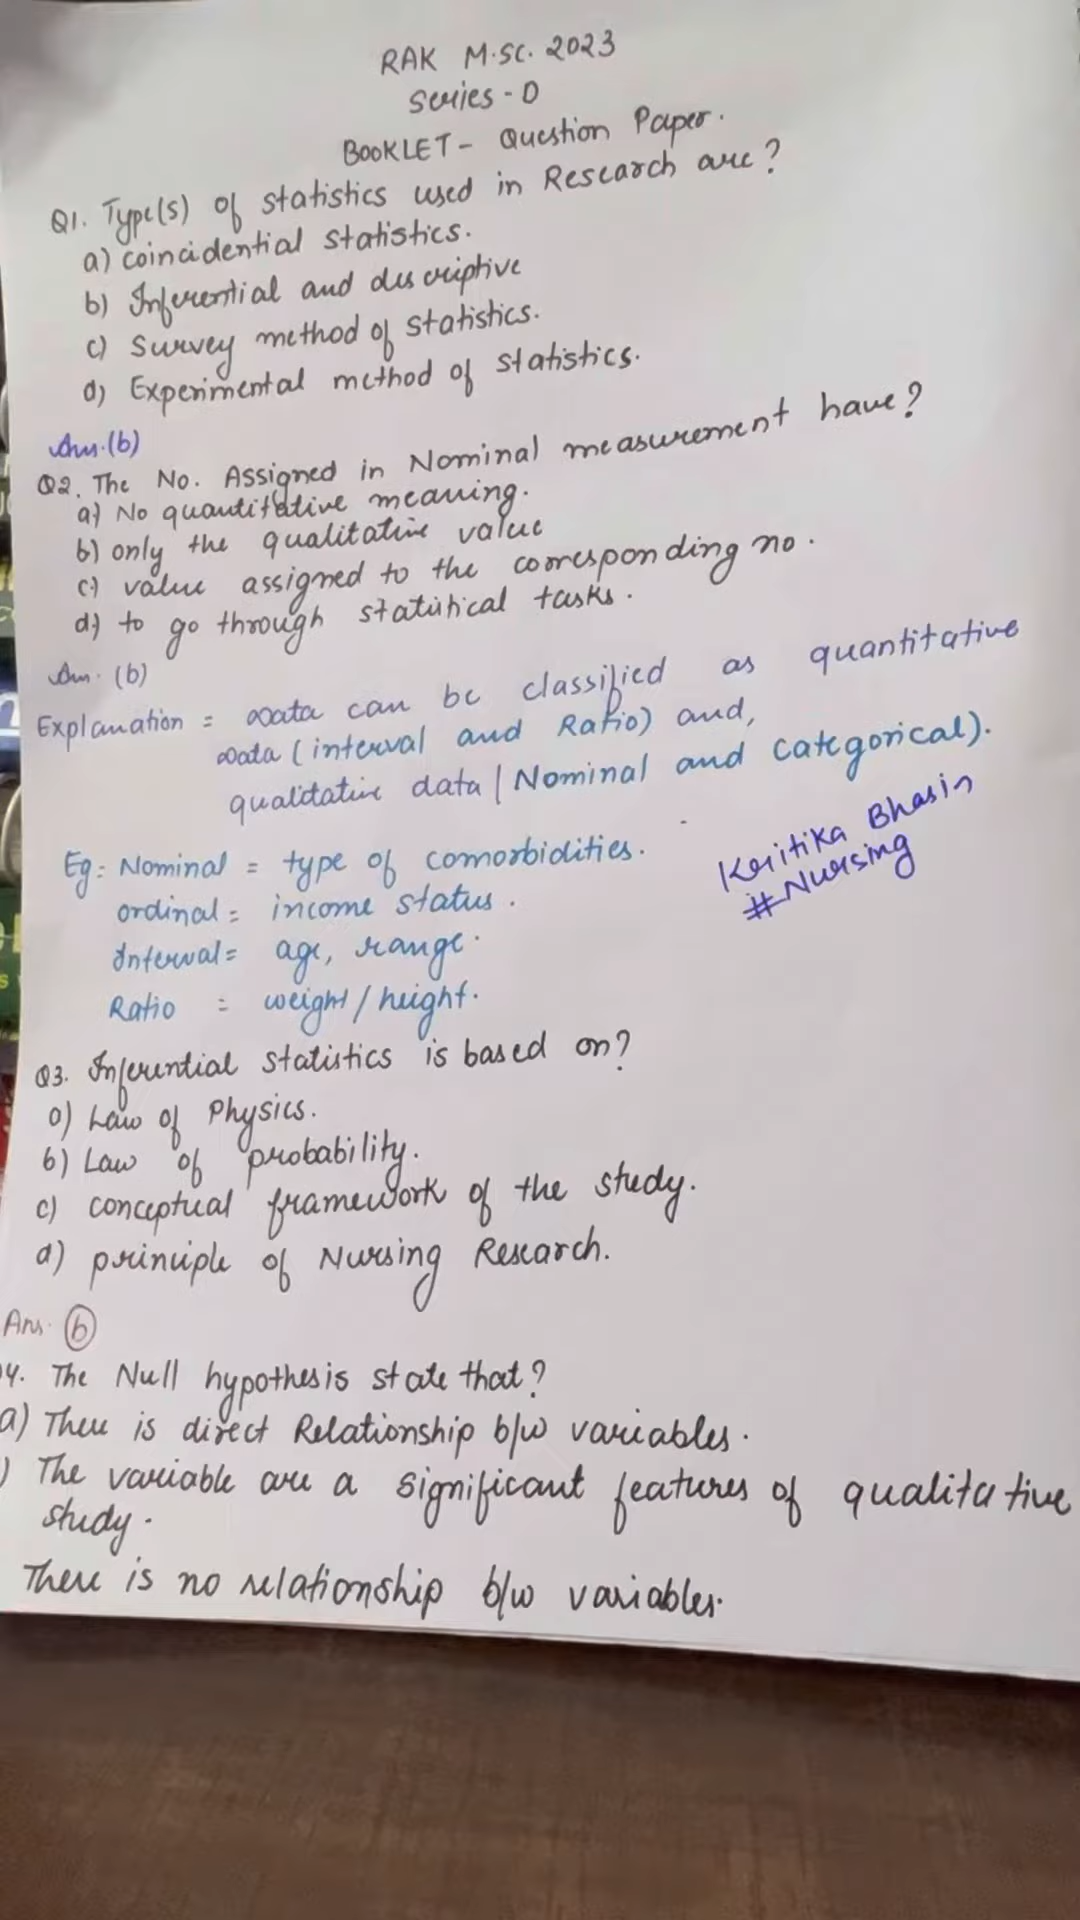 RAK M.SC. 2023
Series - D
BOOKLET - Question Paper.
Q1. Type(s) of statistics used in Research are?
a) coincidential statistics.
b) Inferential and descriptive
c) Survey method of statistics.
d) Experimental method of statistics.
Ans.(b)
Q2. The No. Assigned in Nominal measurement have?
a) No quantitative meaning.
b) only the qualitative value
c) value assigned to the corresponding no.
d) to go through statistical tasks.
Ans. (b)
Explanation = Data can be classified as quantitative
Data (interval and Ratio) and,
qualitative data (Nominal and categorical).
Kritika Bhasin
#Nursing
Eg: Nominal = type of comorbidities.
ordinal = income status.
Interval = age, range.
Ratio = weight/height.
Q3. Inferential statistics is based on?
a) Law of Physics.
b) Law of probability.
c) conceptual framework of the study.
d) principle of Nursing Research.
Ans. (b)
4. The Null hypothesis state that?
a) There is direct Relationship b/w variables.
) The variable are a significant features of qualitative
study.
There is no relationship b/w variables.